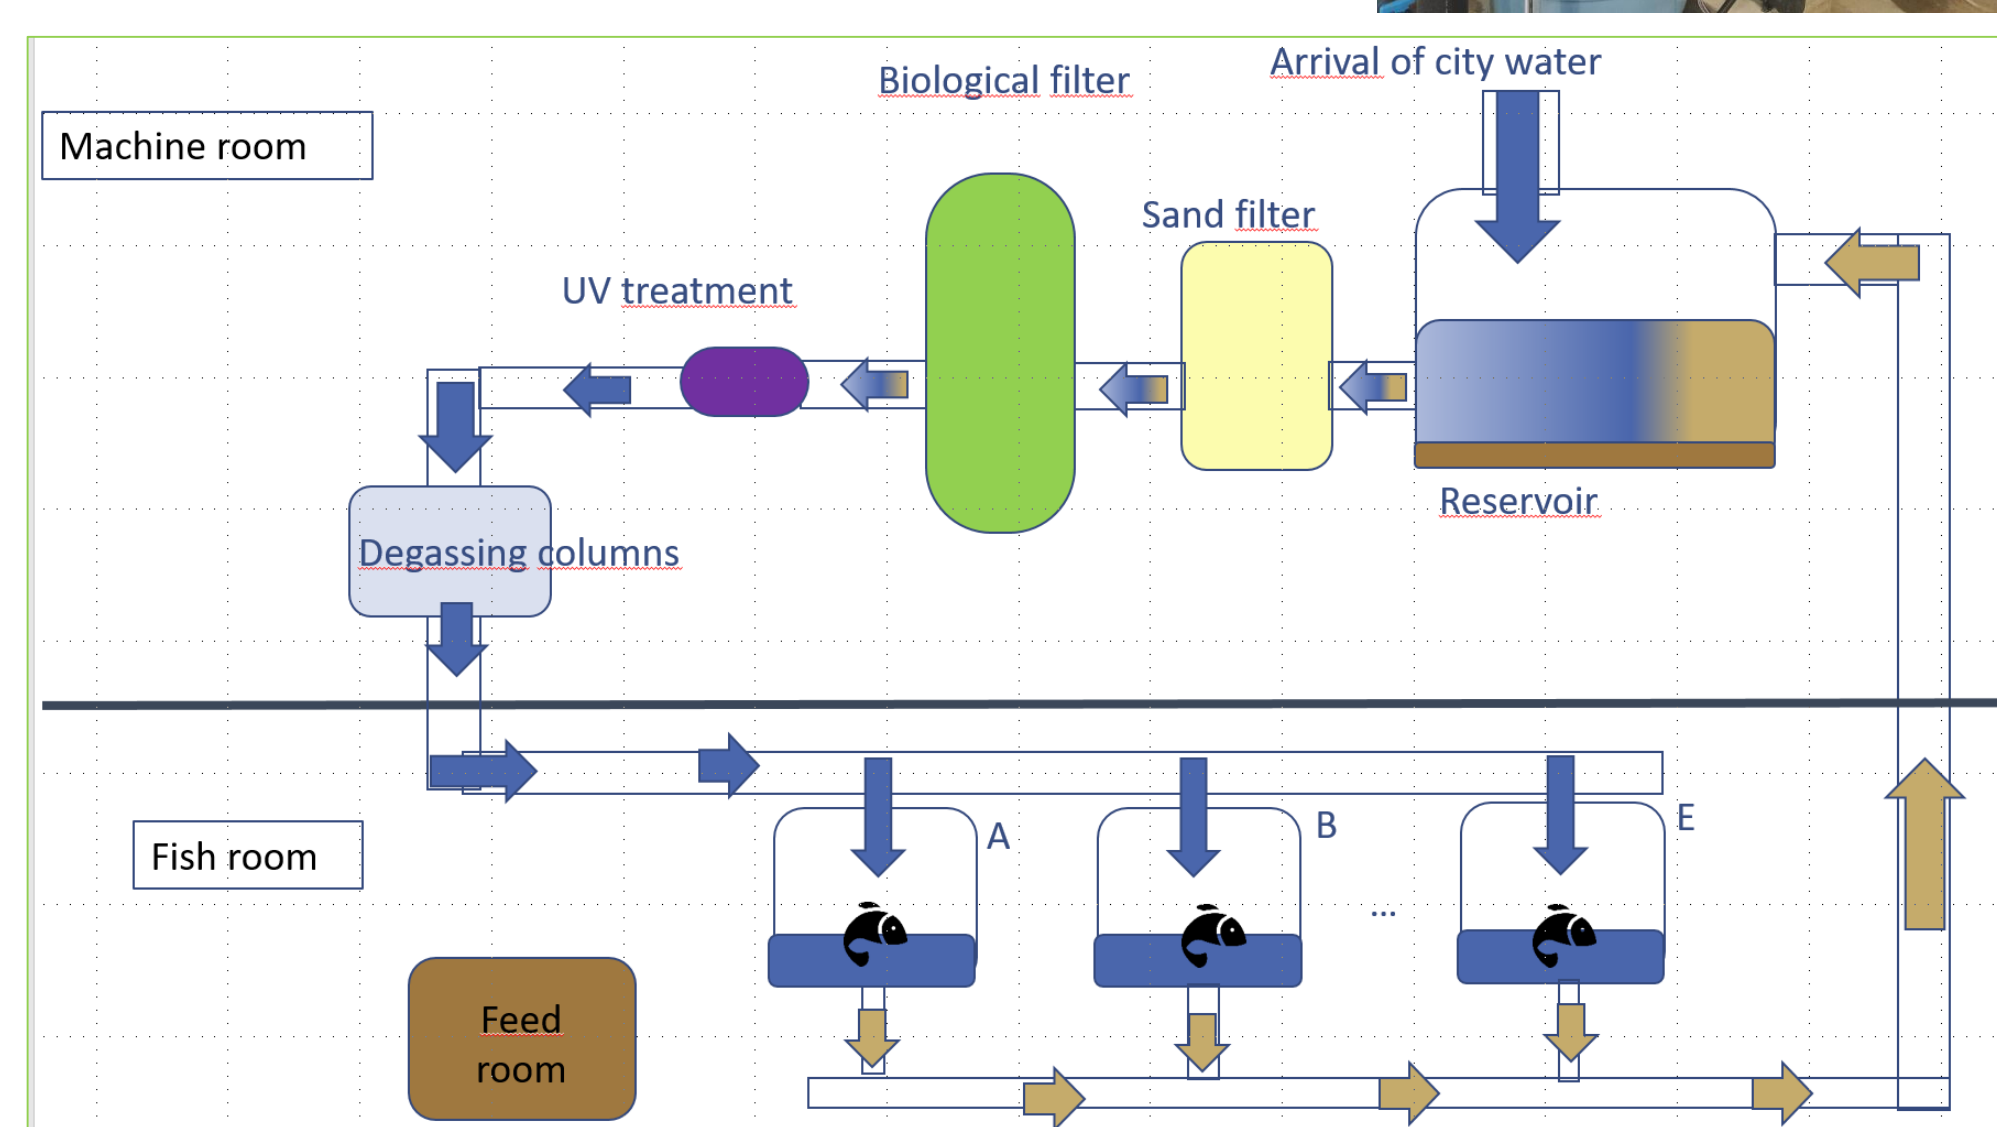 Arrival of city water
Biological filter
Machine room
Sand filter
UV treatment
Reservoir
Degassing columns
A
B
E
Fish room
...
Feed
room